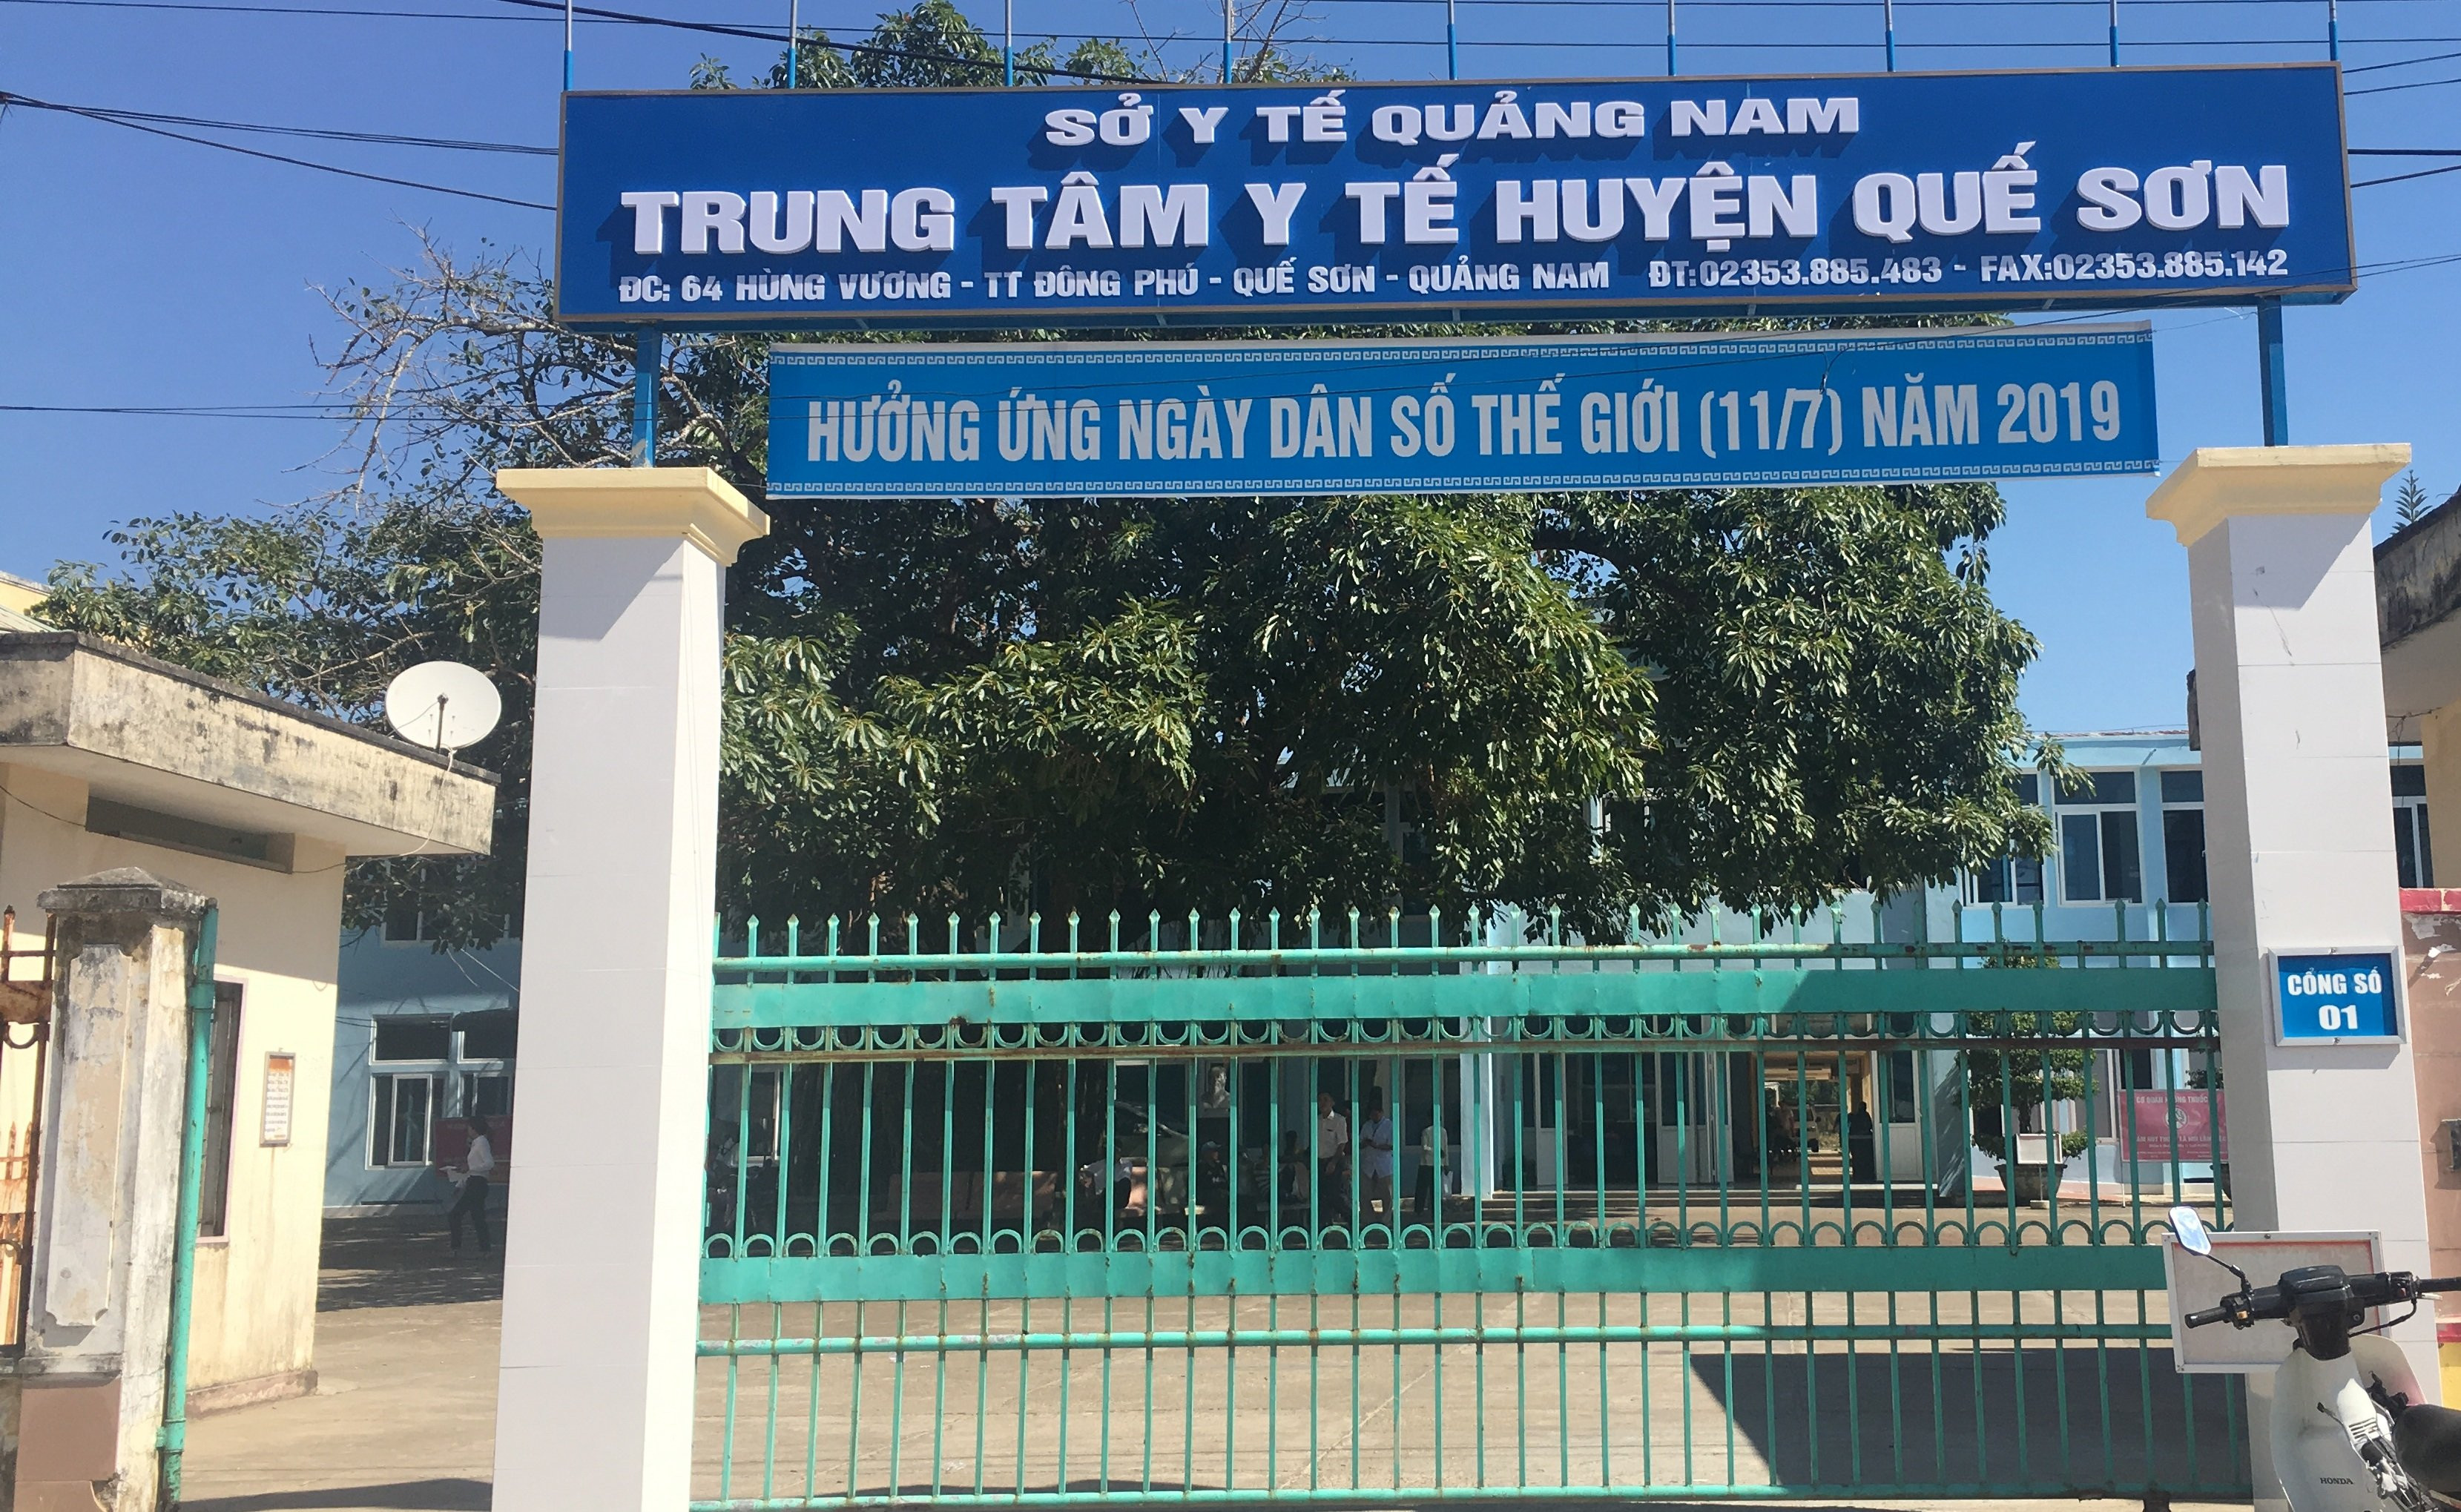 SỞ Y TẾ QUẢNG NAM
TRUNG TÂM Y TẾ HUYỆN QUẾ SƠN
ĐC: 64 HÙNG VƯƠNG - TT ĐÔNG PHÚ - QUẾ SƠN - QUẢNG NAM ĐT:02353.885.483 - FAX:02353.885.142
HƯỞNG ỨNG NGÀY DÂN SỐ THẾ GIỚI (11/7) NĂM 2019
CỔNG SỐ
01
HONDA